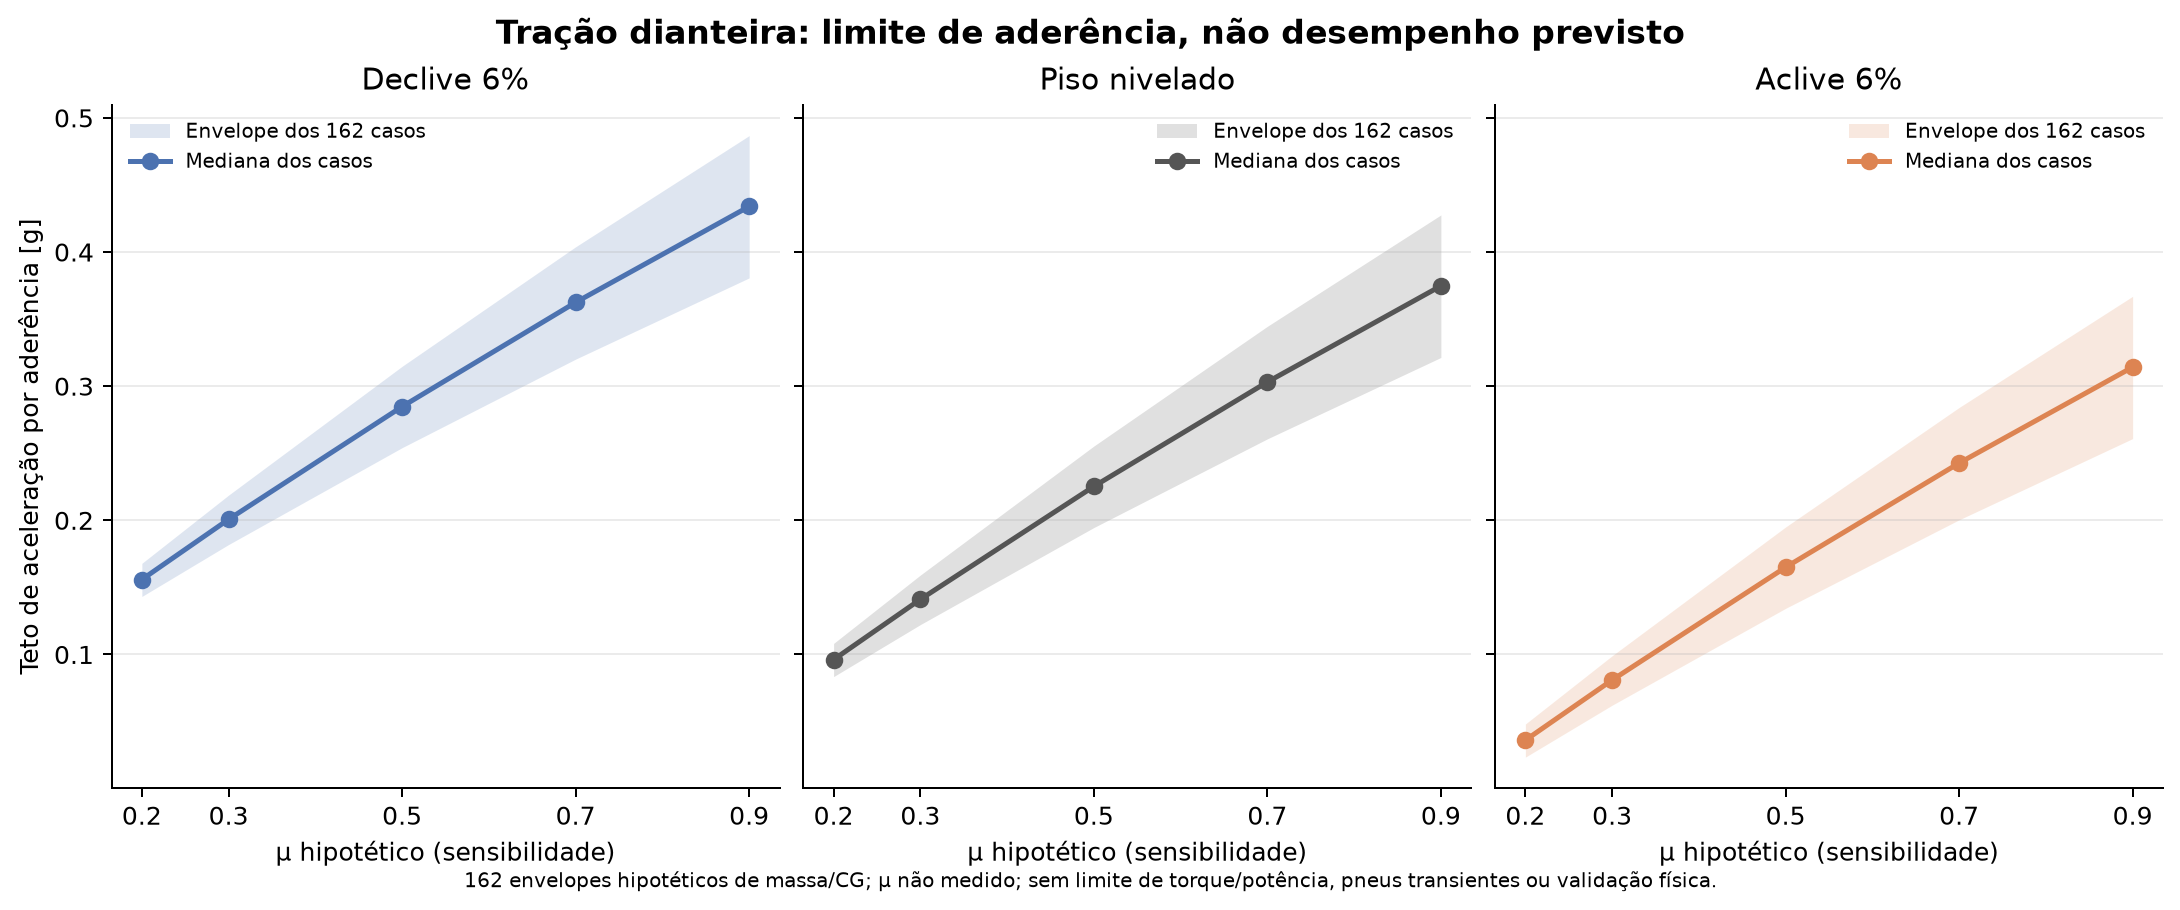 Tração dianteira: limite de aderência, não desempenho previsto
Declive 6%
Piso nivelado
Aclive 6%
Teto de aceleração por aderência [g]
0.5
0.4
0.3
0.2
0.1
Envelope dos 162 casos
Mediana dos casos
Envelope dos 162 casos
Mediana dos casos
Envelope dos 162 casos
Mediana dos casos
0.2 0.3 0.5 0.7 0.9
0.2 0.3 0.5 0.7 0.9
0.2 0.3 0.5 0.7 0.9
μ hipotético (sensibilidade)
μ hipotético (sensibilidade)
μ hipotético (sensibilidade)
162 envelopes hipotéticos de massa/CG; μ não medido; sem limite de torque/potência, pneus transientes ou validação física.